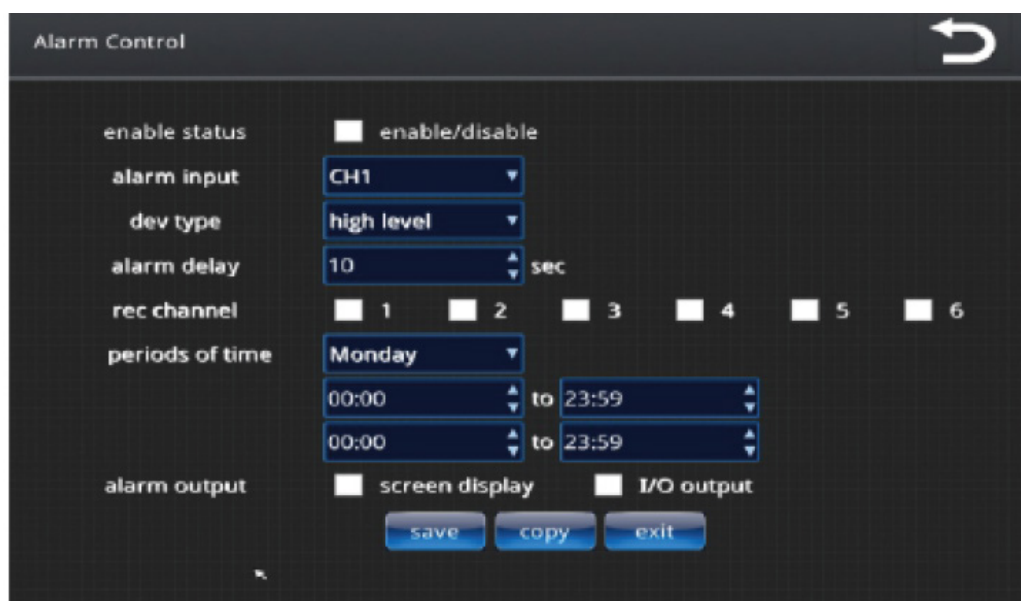 Alarm Control
enable status enable/disable
alarm input CH1
dev type high level
alarm delay 10 sec
rec channel 1 2 3 4 5 6
periods of time Monday
00:00 to 23:59
00:00 to 23:59
alarm output screen display I/O output
save copy exit